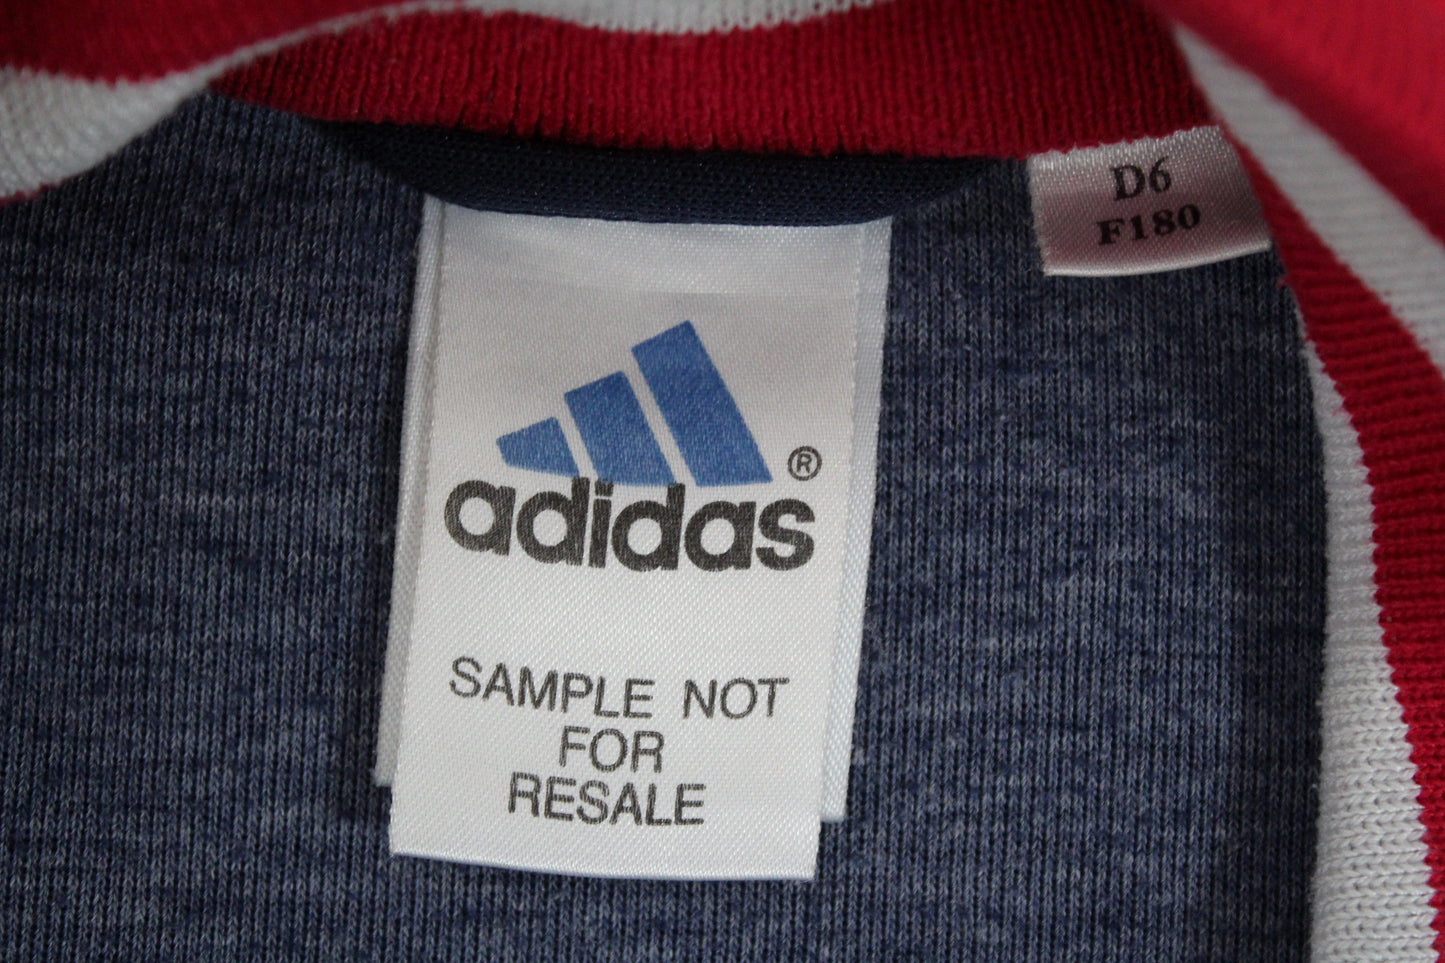 D6
F180
®
adidas
SAMPLE NOT
FOR
RESALE